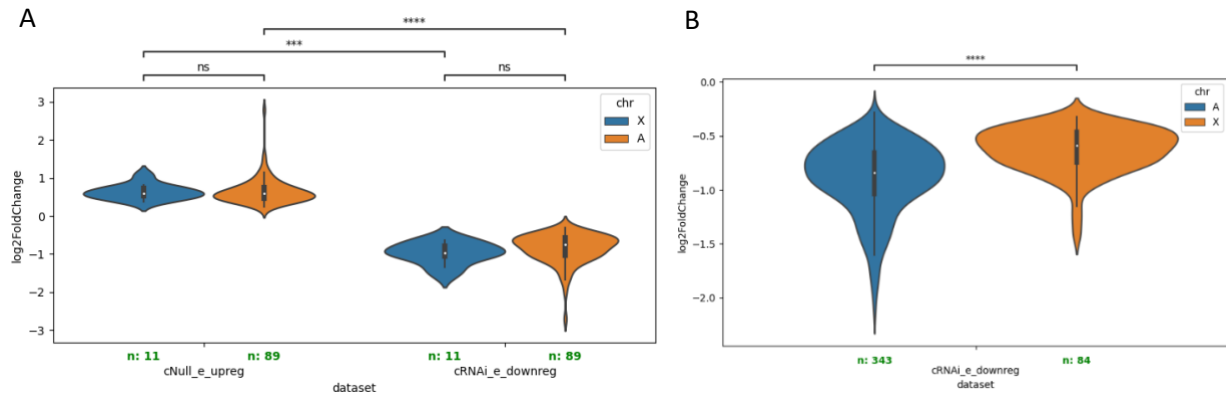 A
****
***
ns
ns
chr
X
A
3
2
1
0
−1
−2
−3
log2FoldChange
n: 11
n: 89
n: 11
n: 89
cNull_e_upreg
cRNAi_e_downreg
dataset
B
****
chr
A
X
0.0
−0.5
−1.0
−1.5
−2.0
log2FoldChange
n: 343
n: 84
cRNAi_e_downreg
dataset